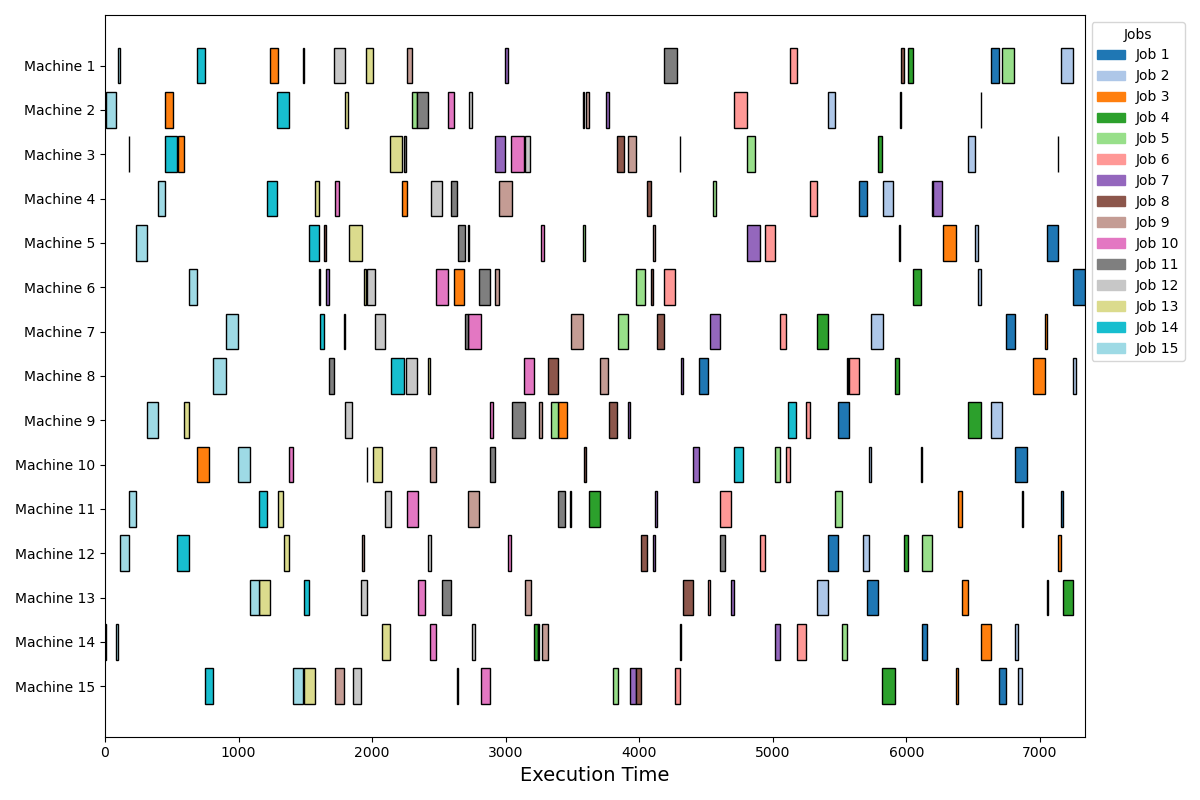 Machine 1
Machine 2
Machine 3
Machine 4
Machine 5
Machine 6
Machine 7
Machine 8
Machine 9
Machine 10
Machine 11
Machine 12
Machine 13
Machine 14
Machine 15
0 1000 2000 3000 4000 5000 6000 7000
Execution Time
Jobs
Job 1
Job 2
Job 3
Job 4
Job 5
Job 6
Job 7
Job 8
Job 9
Job 10
Job 11
Job 12
Job 13
Job 14
Job 15